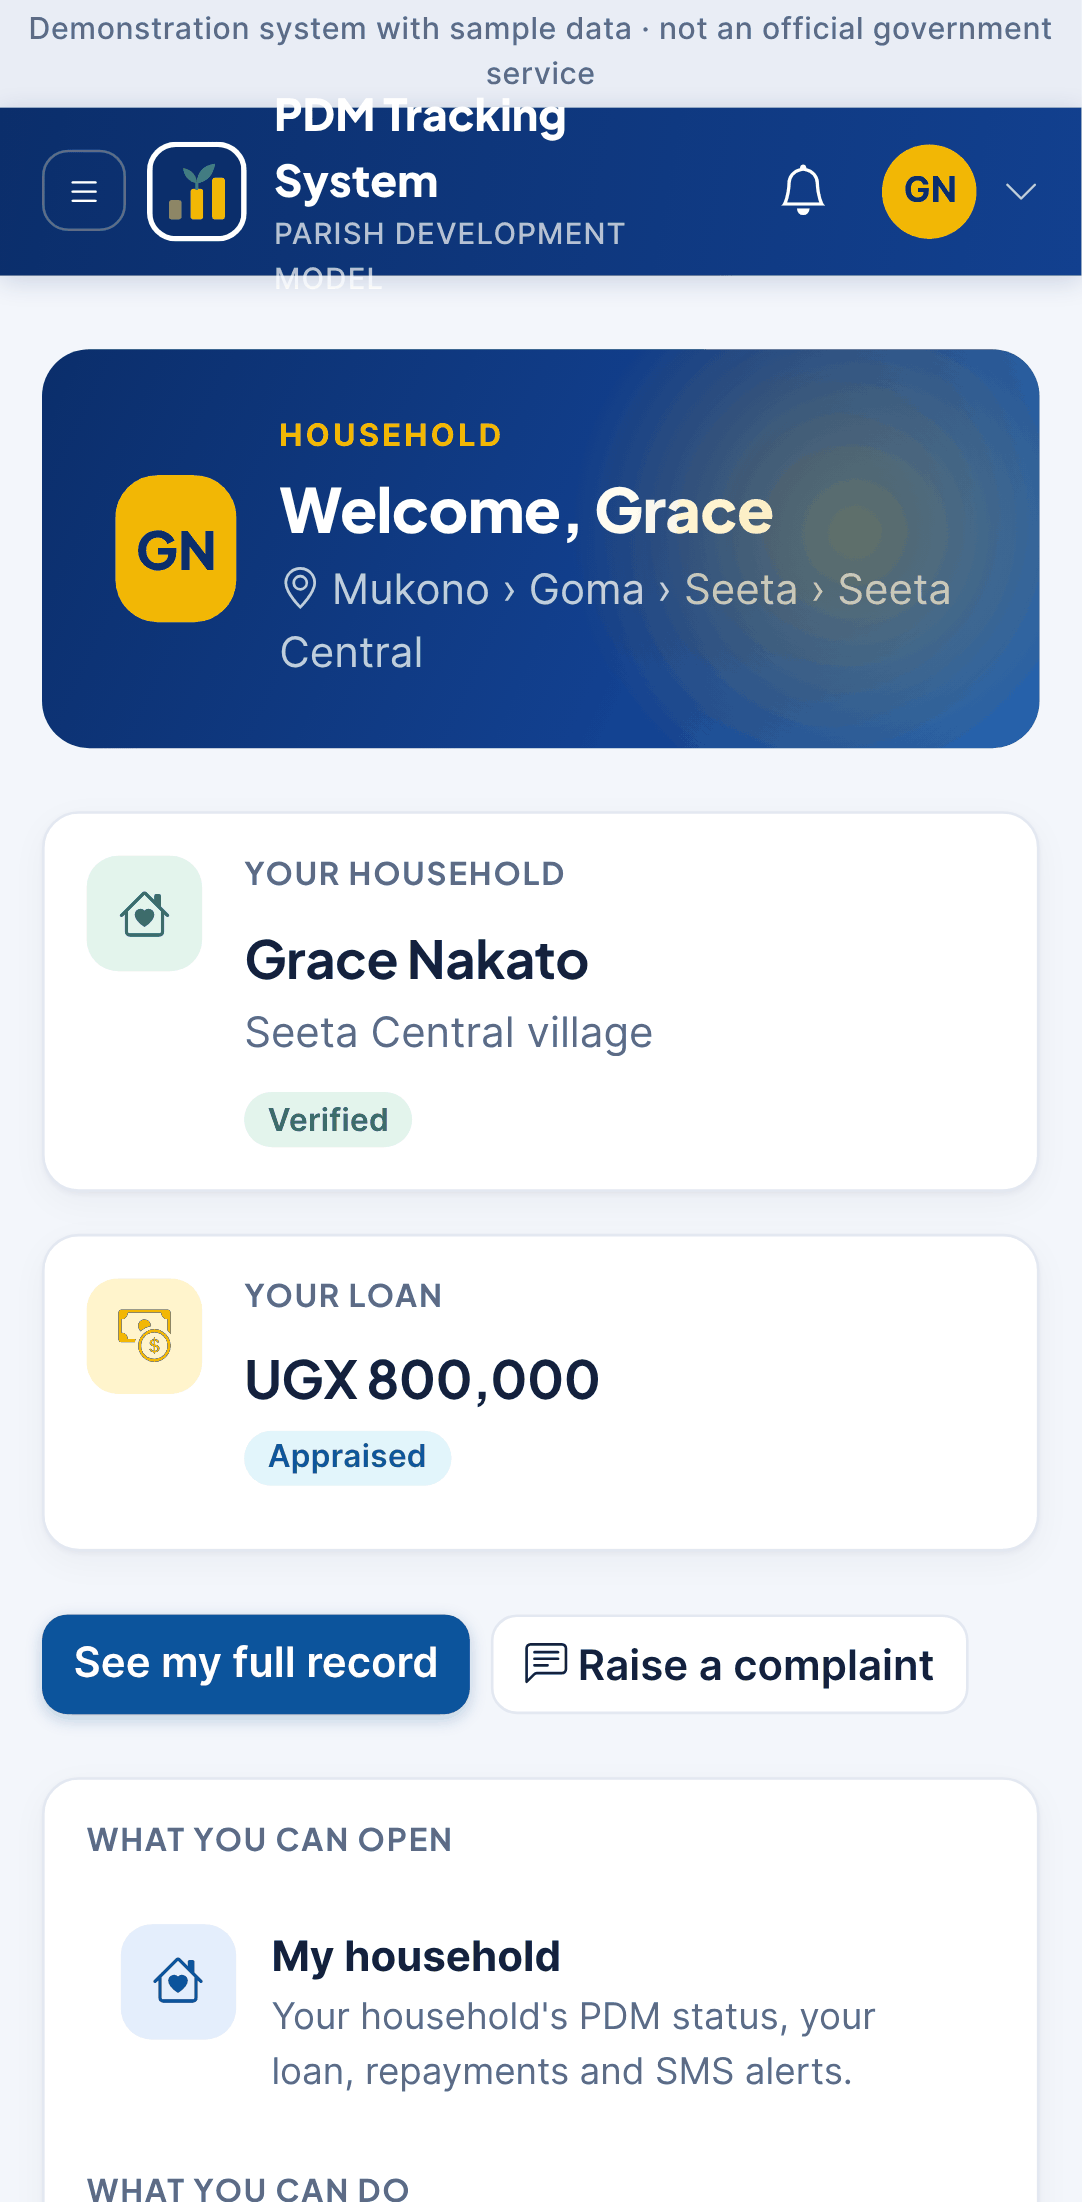 Demonstration system with sample data · not an official government
service
PDM Tracking
System
PARISH DEVELOPMENT
MODEL
GN
HOUSEHOLD
GN
Welcome, Grace
Mukono › Goma › Seeta › Seeta
Central
YOUR HOUSEHOLD
Grace Nakato
Seeta Central village
Verified
YOUR LOAN
$
UGX 800,000
Appraised
See my full record
Raise a complaint
WHAT YOU CAN OPEN
My household
Your household's PDM status, your
loan, repayments and SMS alerts.
WHAT YOU CAN DO